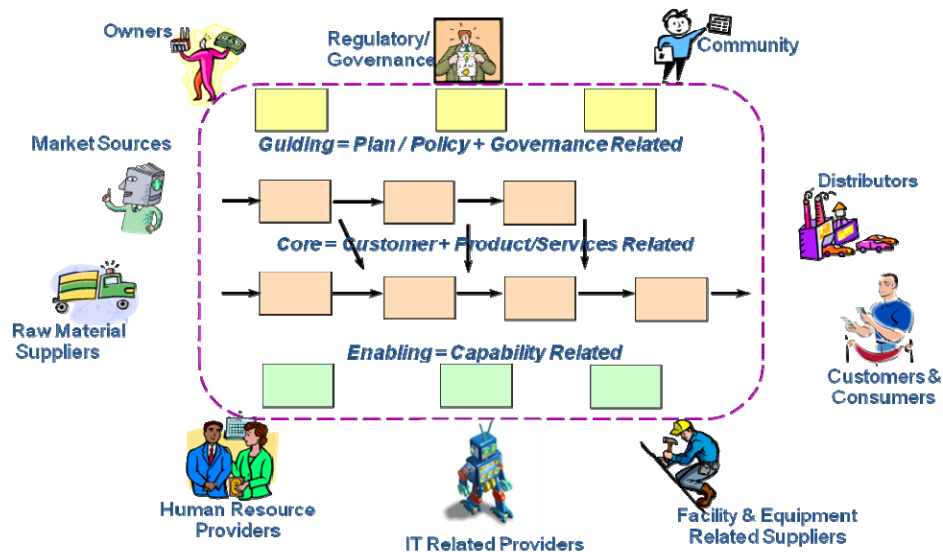 Owners
Regulatory/
Governance
Community
Guiding = Plan / Policy + Governance Related
Market Sources
Distributors
Core = Customer + Product/Services Related
Raw Material
Suppliers
Enabling = Capability Related
Customers &
Consumers
Human Resource
Providers
IT Related Providers
Facility & Equipment
Related Suppliers